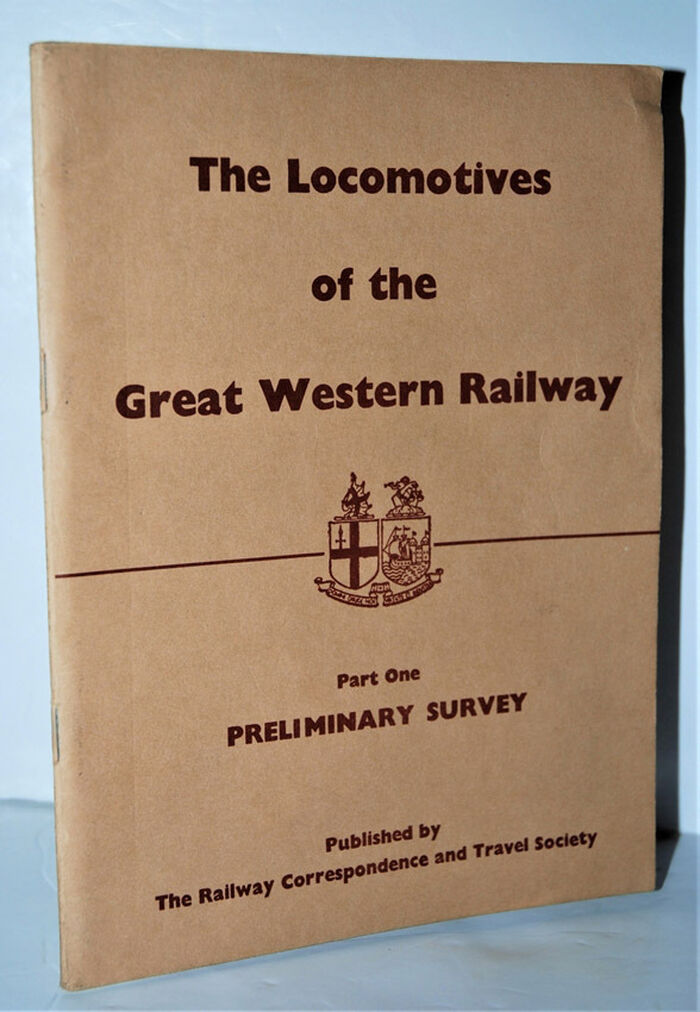 The Locomotives
of the
Great Western Railway
Part One
PRELIMINARY SURVEY
Published by
The Railway Correspondence and Travel Society